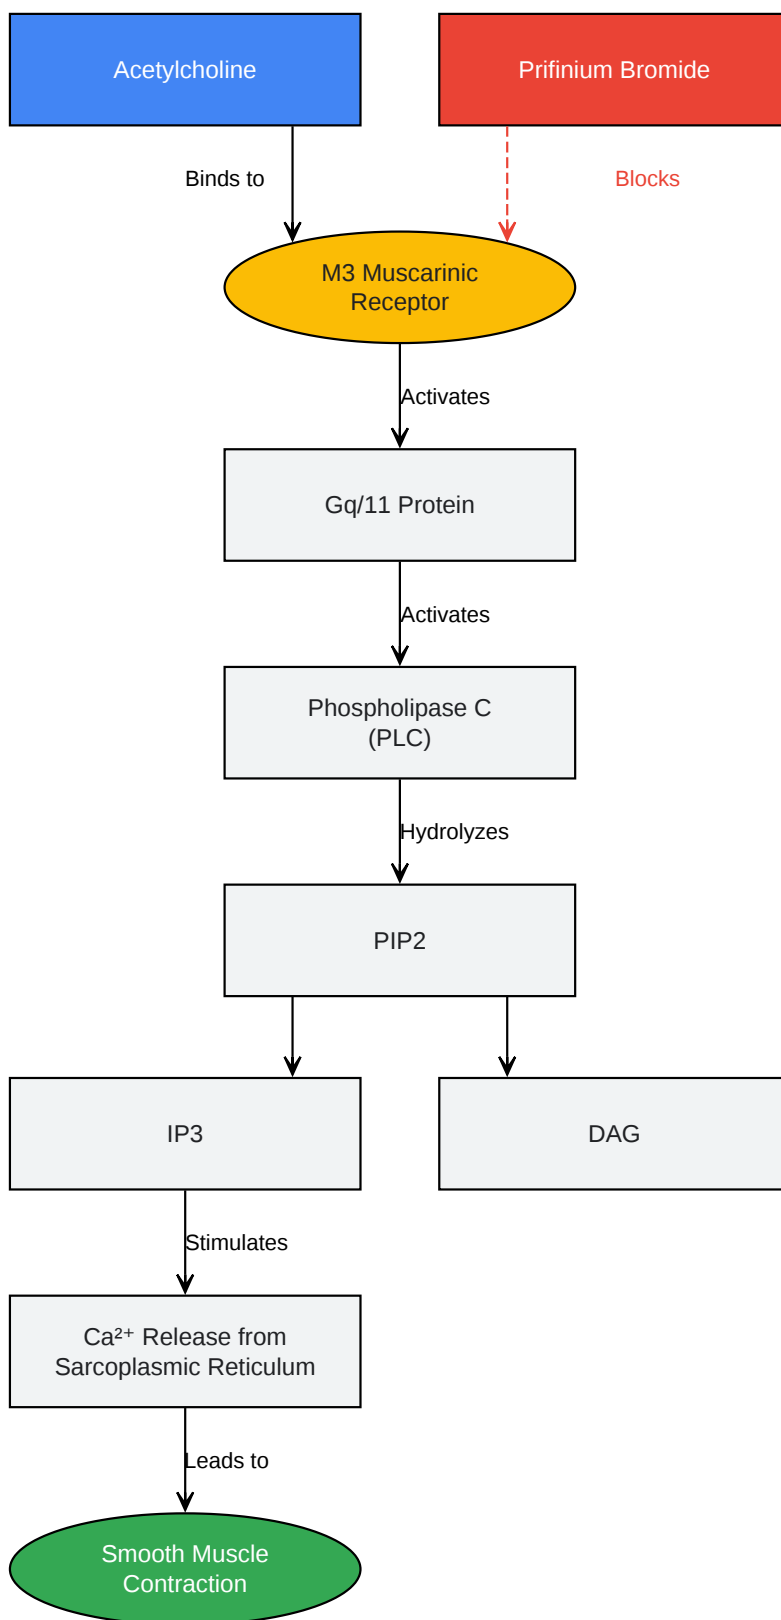 Acetylcholine
Prifinium Bromide
Binds to
Blocks
M3 Muscarinic
Receptor
Activates
Gq/11 Protein
Activates
Phospholipase C
(PLC)
Hydrolyzes
PIP2
IP3
DAG
Stimulates
Ca²⁺ Release from
Sarcoplasmic Reticulum
Leads to
Smooth Muscle
Contraction